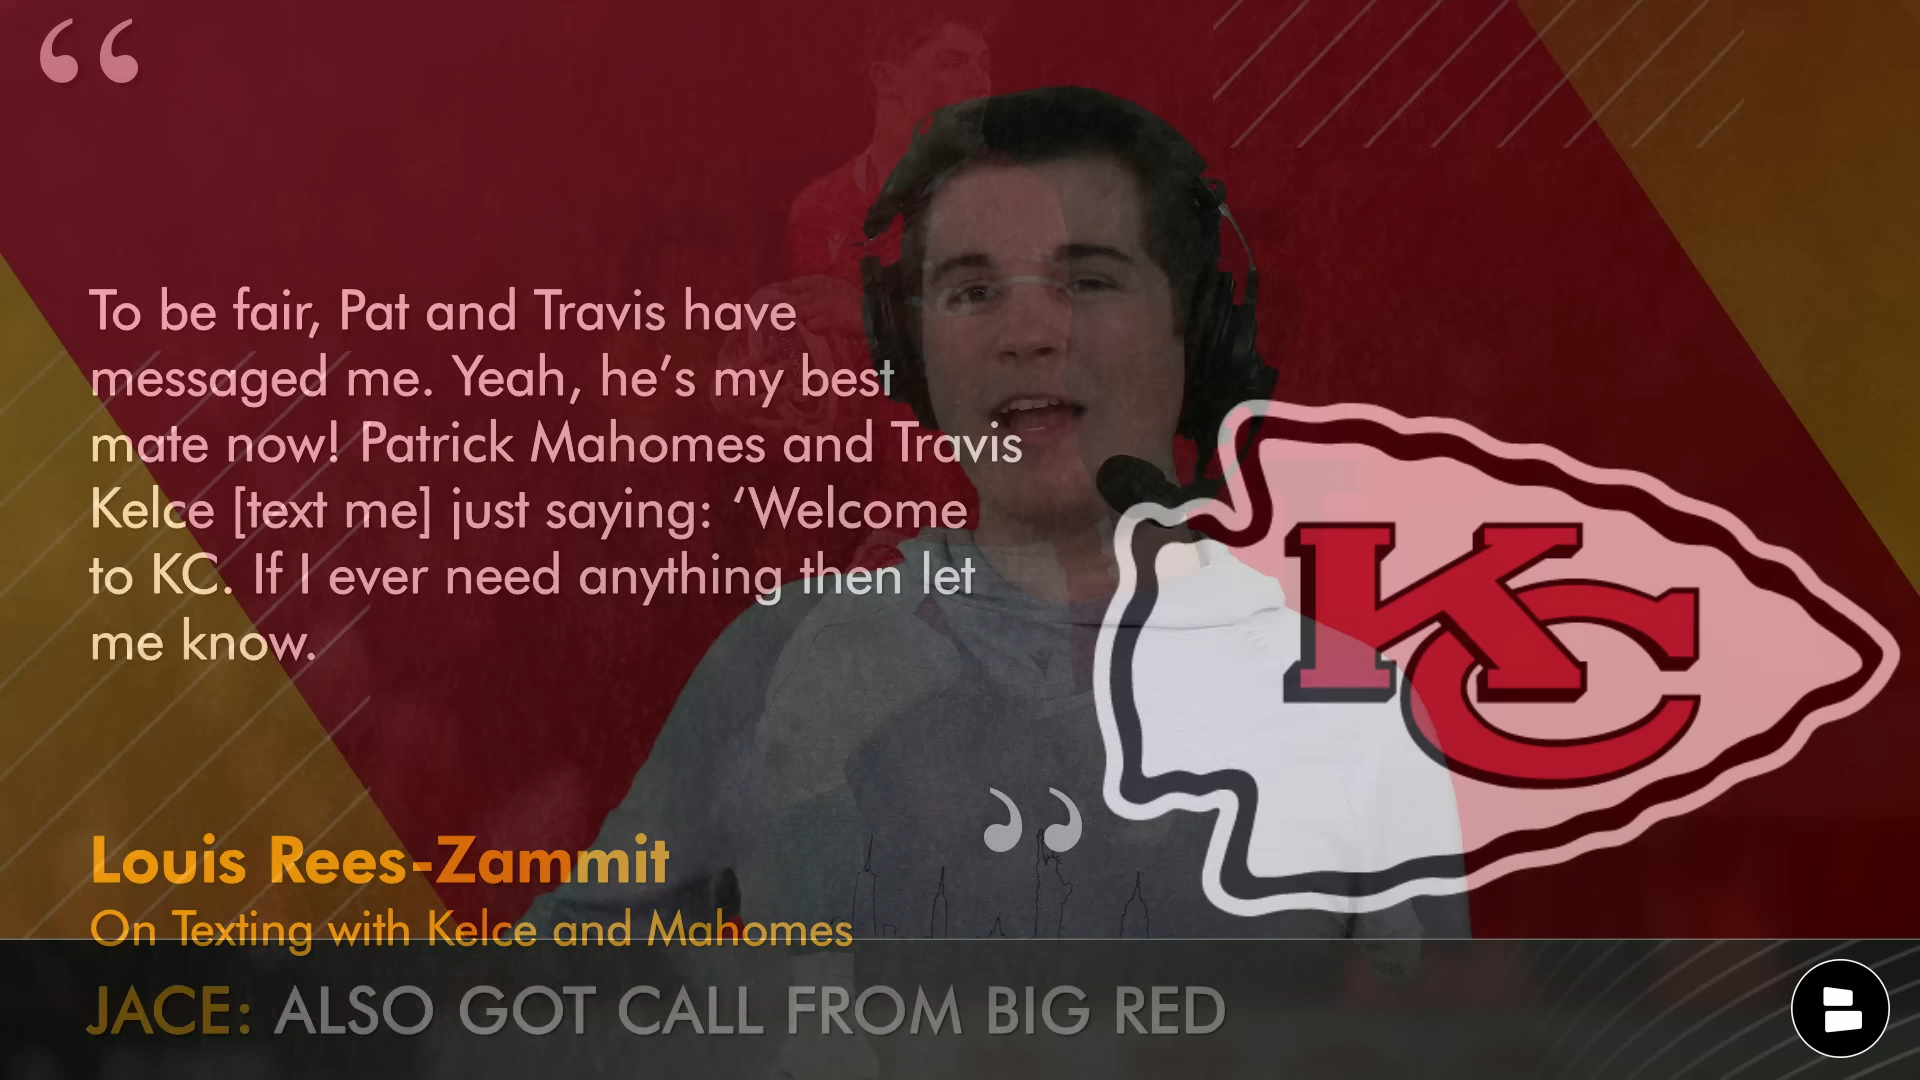 “
To be fair, Pat and Travis have
messaged me. Yeah, he’s my best
mate now! Patrick Mahomes and Travis
Kelce [text me] just saying: ‘Welcome
to KC. If I ever need anything then let
me know.
”
KC
Louis Rees-Zammit
On Texting with Kelce and Mahomes
JACE: ALSO GOT CALL FROM BIG RED